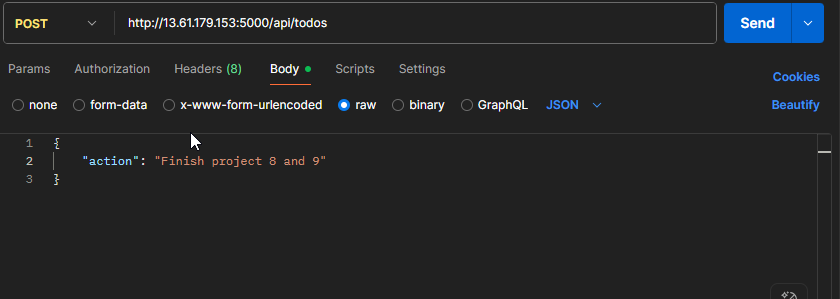 POST http://13.61.179.153:5000/api/todos Send
Params Authorization Headers (8) Body Scripts Settings Cookies
none form-data x-www-form-urlencoded raw binary GraphQL JSON Beautify
1 {
2 "action": "Finish project 8 and 9"
3 }